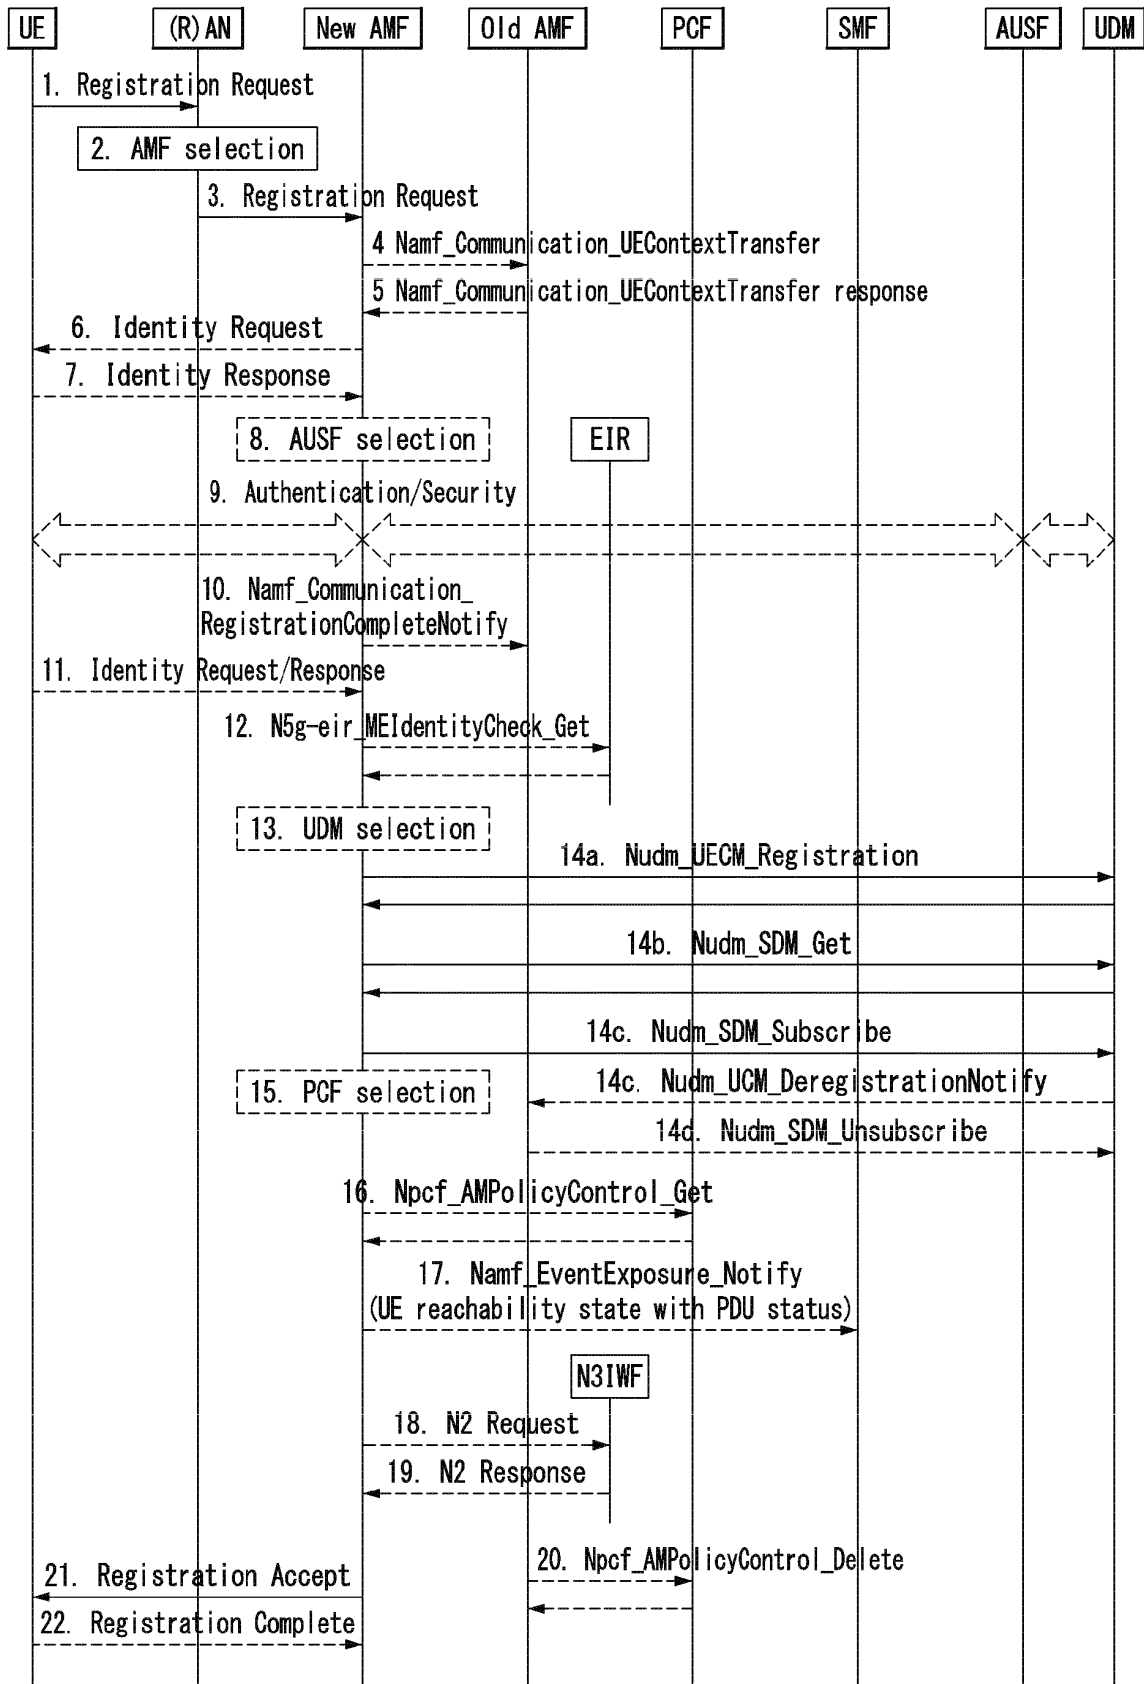 UE (R)AN New AMF Old AMF PCF SMF AUSF UDM
1. Registration Request
2. AMF selection
3. Registration Request
4 Namf_Communication_UEContextTransfer
5 Namf_Communication_UEContextTransfer response
6. Identity Request
7. Identity Response
8. AUSF selection
EIR
9. Authentication/Security
10. Namf_Communication_
RegistrationCompleteNotify
11. Identity Request/Response
12. N5g-eir_MEIdentityCheck_Get
13. UDM selection
14a. Nudm_UECM_Registration
14b. Nudm_SDM_Get
14c. Nudm_SDM_Subscribe
15. PCF selection
14c. Nudm_UCM_DeregistrationNotify
14d. Nudm_SDM_Unsubscribe
16. Npcf_AMPolicyControl_Get
17. Namf_EventExposure_Notify
(UE reachability state with PDU status)
N3IWF
18. N2 Request
19. N2 Response
20. Npcf_AMPolicyControl_Delete
21. Registration Accept
22. Registration Complete